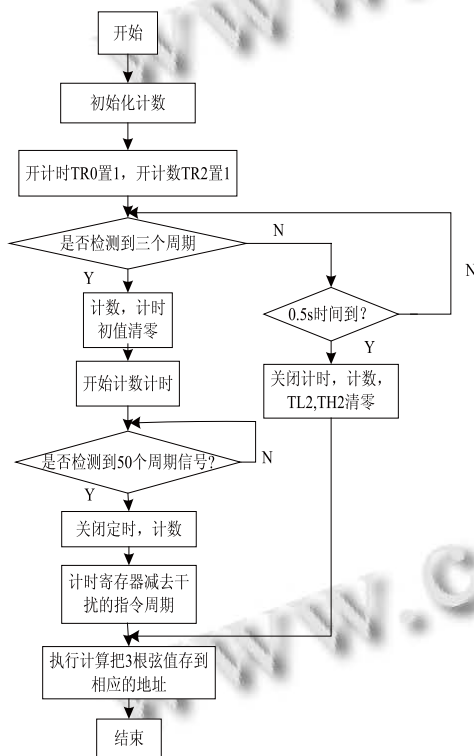 开始
初始化计数
开计时TR0置1，开计数TR2置1
是否检测到三个周期
N
N
Y
计数，计时
初值清零
0.5s时间到？
Y
开始计数计时
关闭计时，计数，
TL2,TH2清零
是否检测到50个周期信号？
N
Y
关闭定时，计数
计时寄存器减去干
扰的指令周期
执行计算把3根弦值存到
相应的地址
结束
www.c